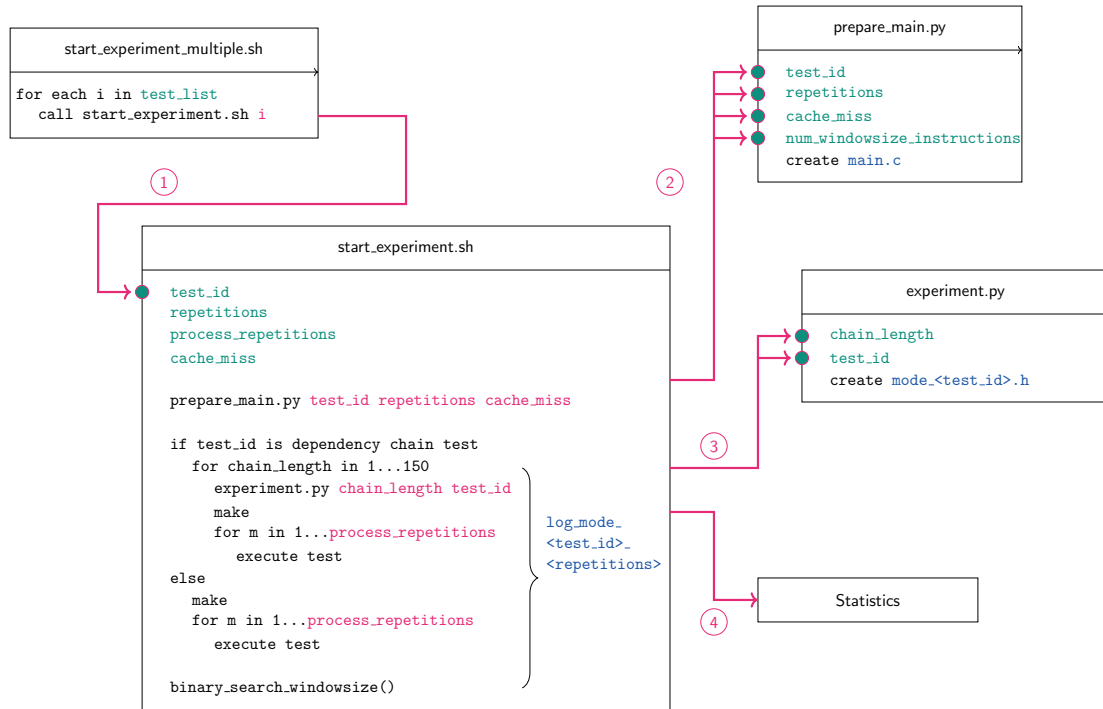 start_experiment_multiple.sh
for each i in test_list
call start_experiment.sh i
1
start_experiment.sh
test_id
repetitions
process_repetitions
cache_miss
prepare_main.py test_id repetitions cache_miss
if test_id is dependency chain test
for chain_length in 1...150
experiment.py chain_length test_id
make
for m in 1...process_repetitions
execute test
else
make
for m in 1...process_repetitions
execute test
binary_search_windowsize()
log_mode_
<test_id>_
<repetitions>
2
prepare_main.py
test_id
repetitions
cache_miss
num_windowsize_instructions
create main.c
3
experiment.py
chain_length
test_id
create mode_<test_id>.h
4
Statistics